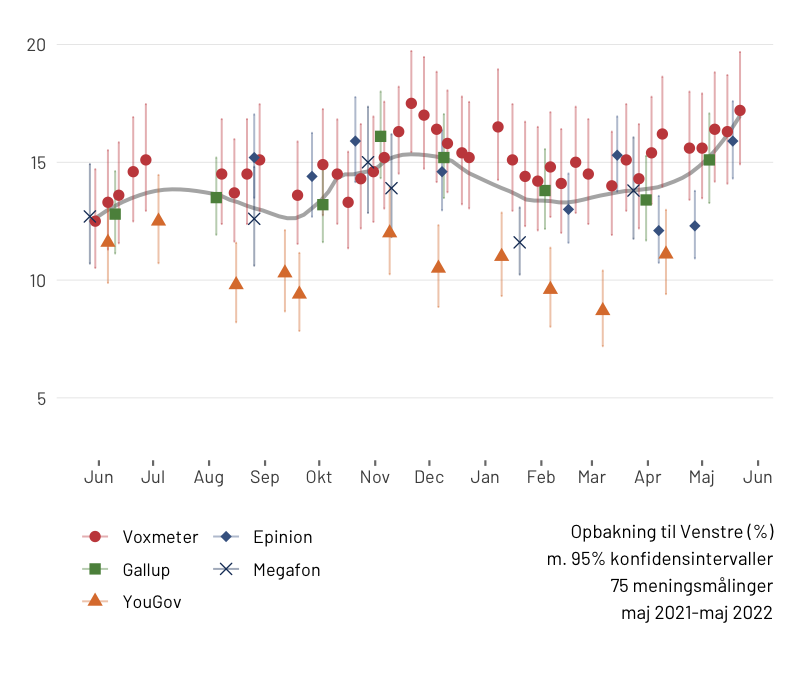 20
15
10
5
Jun Jul Aug Sep Okt Nov Dec Jan Feb Mar Apr Maj Jun
Voxmeter Epinion
Gallup Megafon
YouGov
Opbakning til Venstre (%)
m. 95% konfidensintervaller
75 meningsmålinger
maj 2021-maj 2022